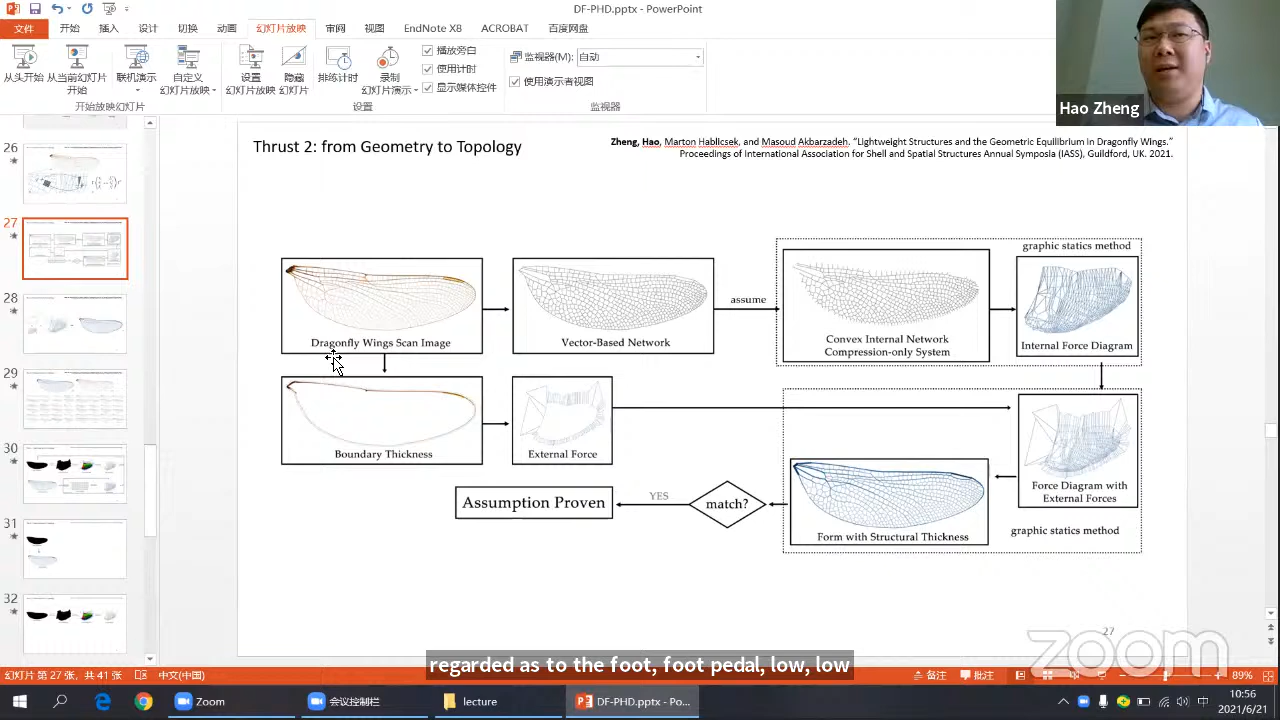 DF-PHD.pptx - PowerPoint
文件
开始
插入
设计
切换
动画
幻灯片放映
审阅
视图
EndNote X8
ACROBAT
百度网盘
从头开始
从当前幻灯片
开始
联机演示
自定义
幻灯片放映
设置
幻灯片放映
隐藏
幻灯片
排练计时
录制
幻灯片演示
播放旁白
使用计时
显示媒体控件
监视器(M):
自动
使用演示者视图
开始放映幻灯片
设置
监视器
Hao Zheng
26
27
28
29
30
31
32
Thrust 2: from Geometry to Topology
Zheng, Hao, Marton Hablicsek, and Masoud Akbarzadeh. "Lightweight Structures and the Geometric Equilibrium in Dragonfly Wings."
Proceedings of International Association for Shell and Spatial Structures Annual Symposia (IASS), Guildford, UK. 2021.
graphic statics method
Dragonfly Wings Scan Image
Vector-Based Network
assume
Convex Internal Network
Compression-only System
Internal Force Diagram
Boundary Thickness
External Force
Force Diagram with
External Forces
Assumption Proven
YES
match?
Form with Structural Thickness
graphic statics method
27
zoom
regarded as to the foot, foot pedal, low, low
幻灯片 第 27 张, 共 41 张
中文(中国)
备注
批注
89%
Zoom
会议控制栏
lecture
DF-PHD.pptx - Po...
10:56
2021/6/21